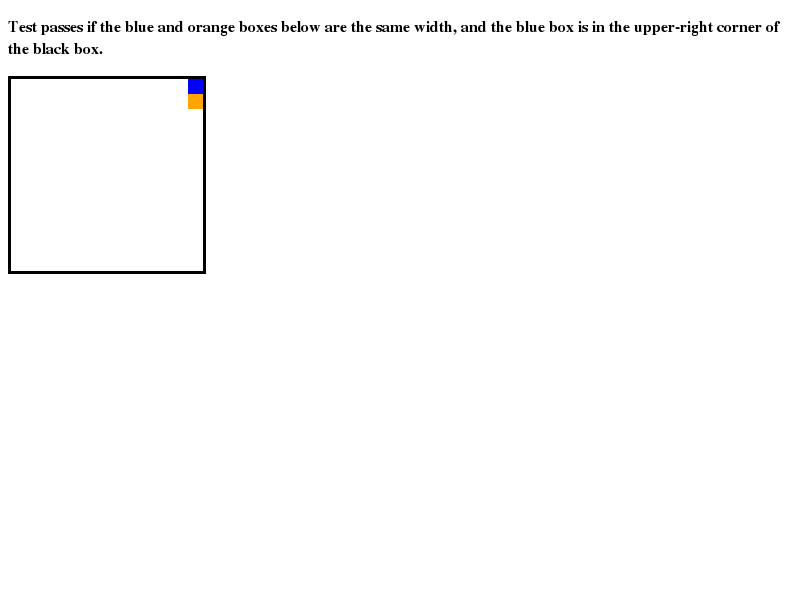 Test passes if the blue and orange boxes below are the same width, and the blue box is in the upper-right corner of
the black box.